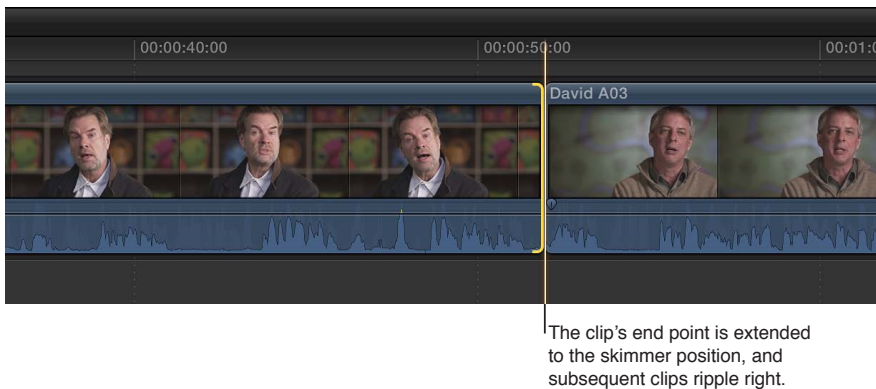 00:00:40:00
00:00:50:00
David A03
The clip's end point is extended
to the skimmer position, and
subsequent clips ripple right.